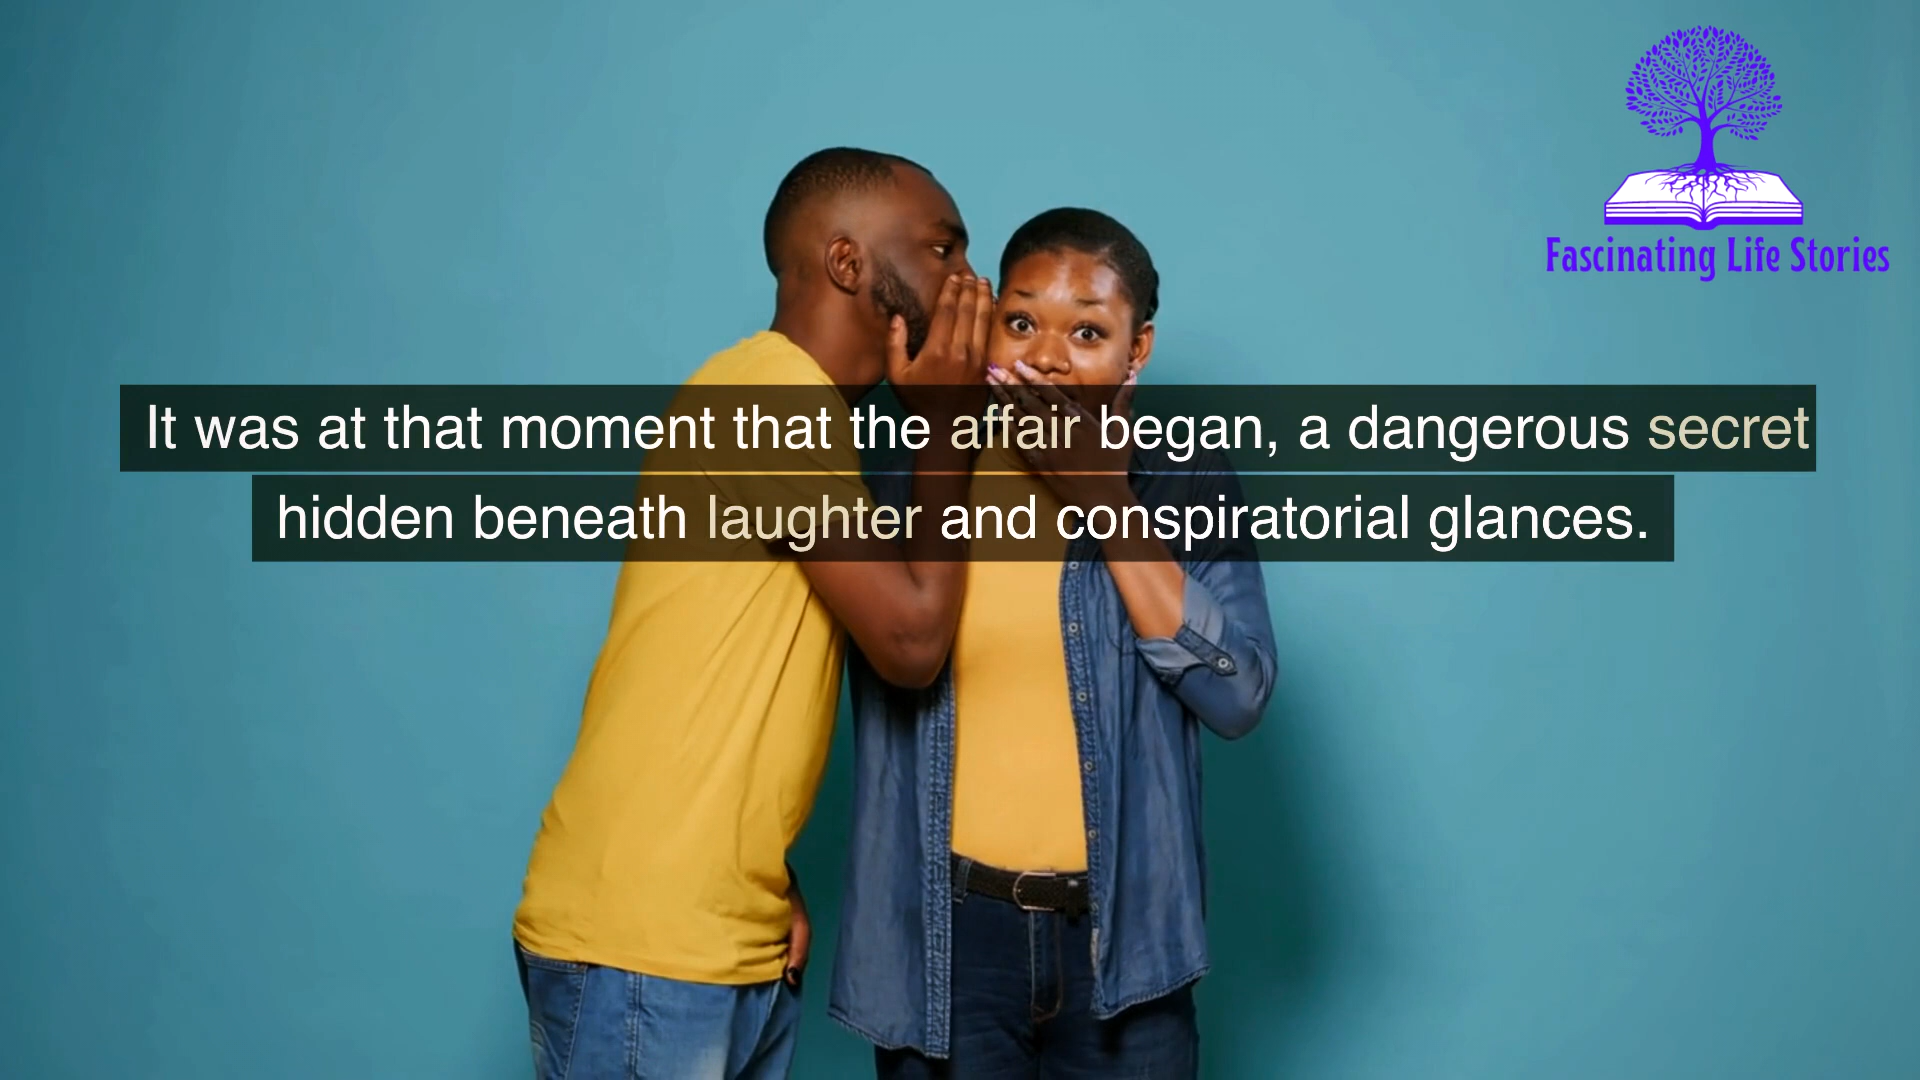 Fascinating Life Stories
It was at that moment that the affair began, a dangerous secret
hidden beneath laughter and conspiratorial glances.